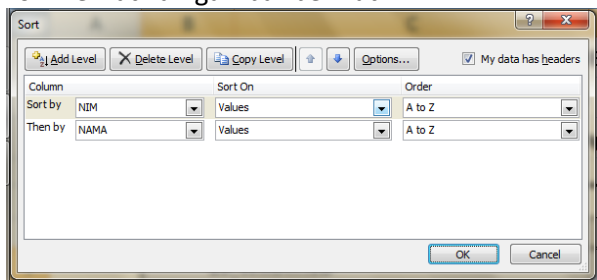 Sort
Add Level Delete Level Copy Level Options... My data has headers
Column Sort On Order
Sort by NIM Values A to Z
Then by NAMA Values A to Z
OK Cancel